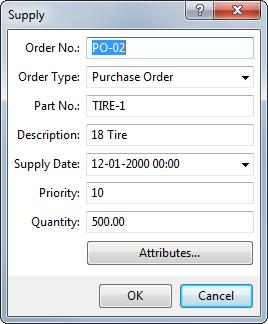 Supply
Order No.: PO-02
Order Type: Purchase Order
Part No.: TIRE-1
Description: 18 Tire
Supply Date: 12-01-2000 00:00
Priority: 10
Quantity: 500.00
Attributes...
OK Cancel